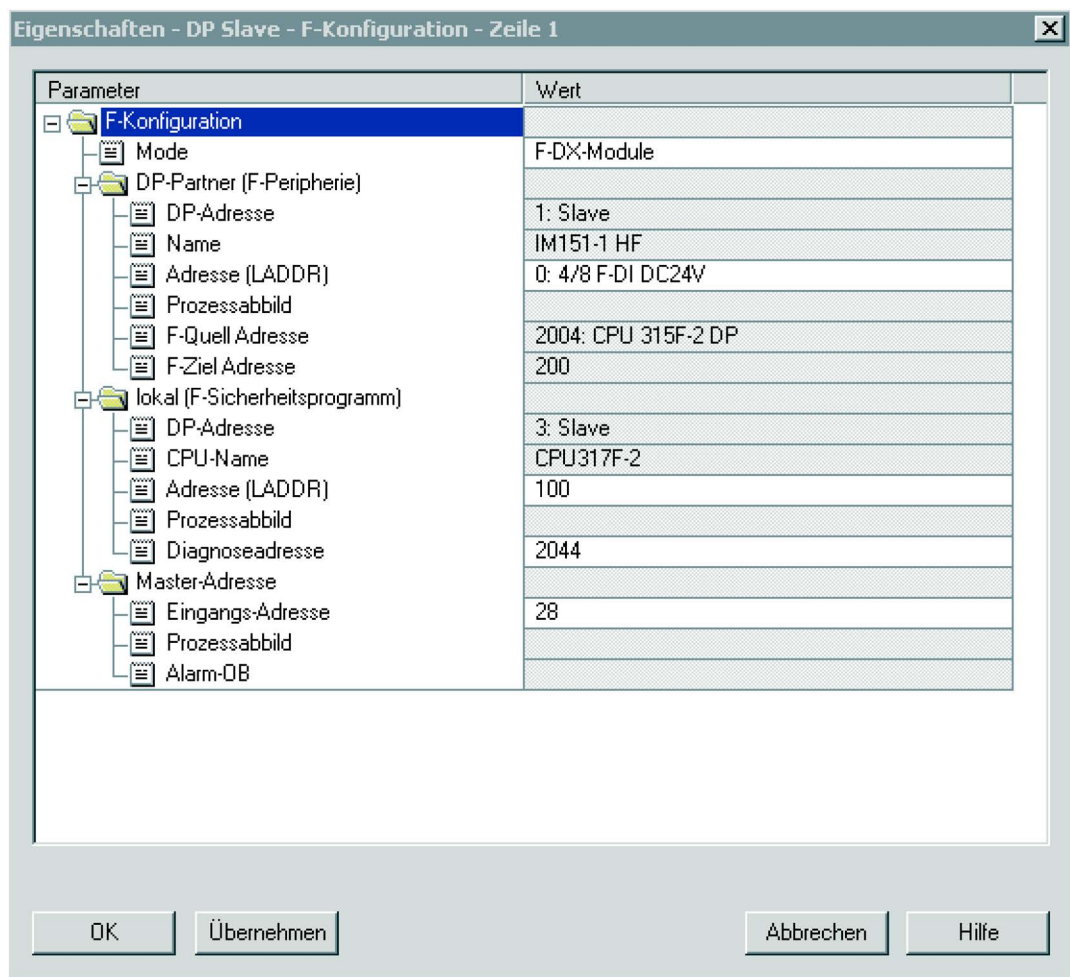 Eigenschaften - DP Slave - F-Konfiguration - Zeile 1
Parameter Wert
F-Konfiguration
Mode F-DX-Module
DP-Partner (F-Peripherie)
DP-Adresse 1: Slave
Name IM151-1 HF
Adresse (LADDR) 0: 4/8 F-DI DC24V
Prozessabbild
F-Quell Adresse 2004: CPU 315F-2 DP
F-Ziel Adresse 200
lokal (F-Sicherheitsprogramm)
DP-Adresse 3: Slave
CPU-Name CPU317F-2
Adresse (LADDR) 100
Prozessabbild
Diagnoseadresse 2044
Master-Adresse
Eingangs-Adresse 28
Prozessabbild
Alarm-OB
OK Übernehmen Abbrechen Hilfe